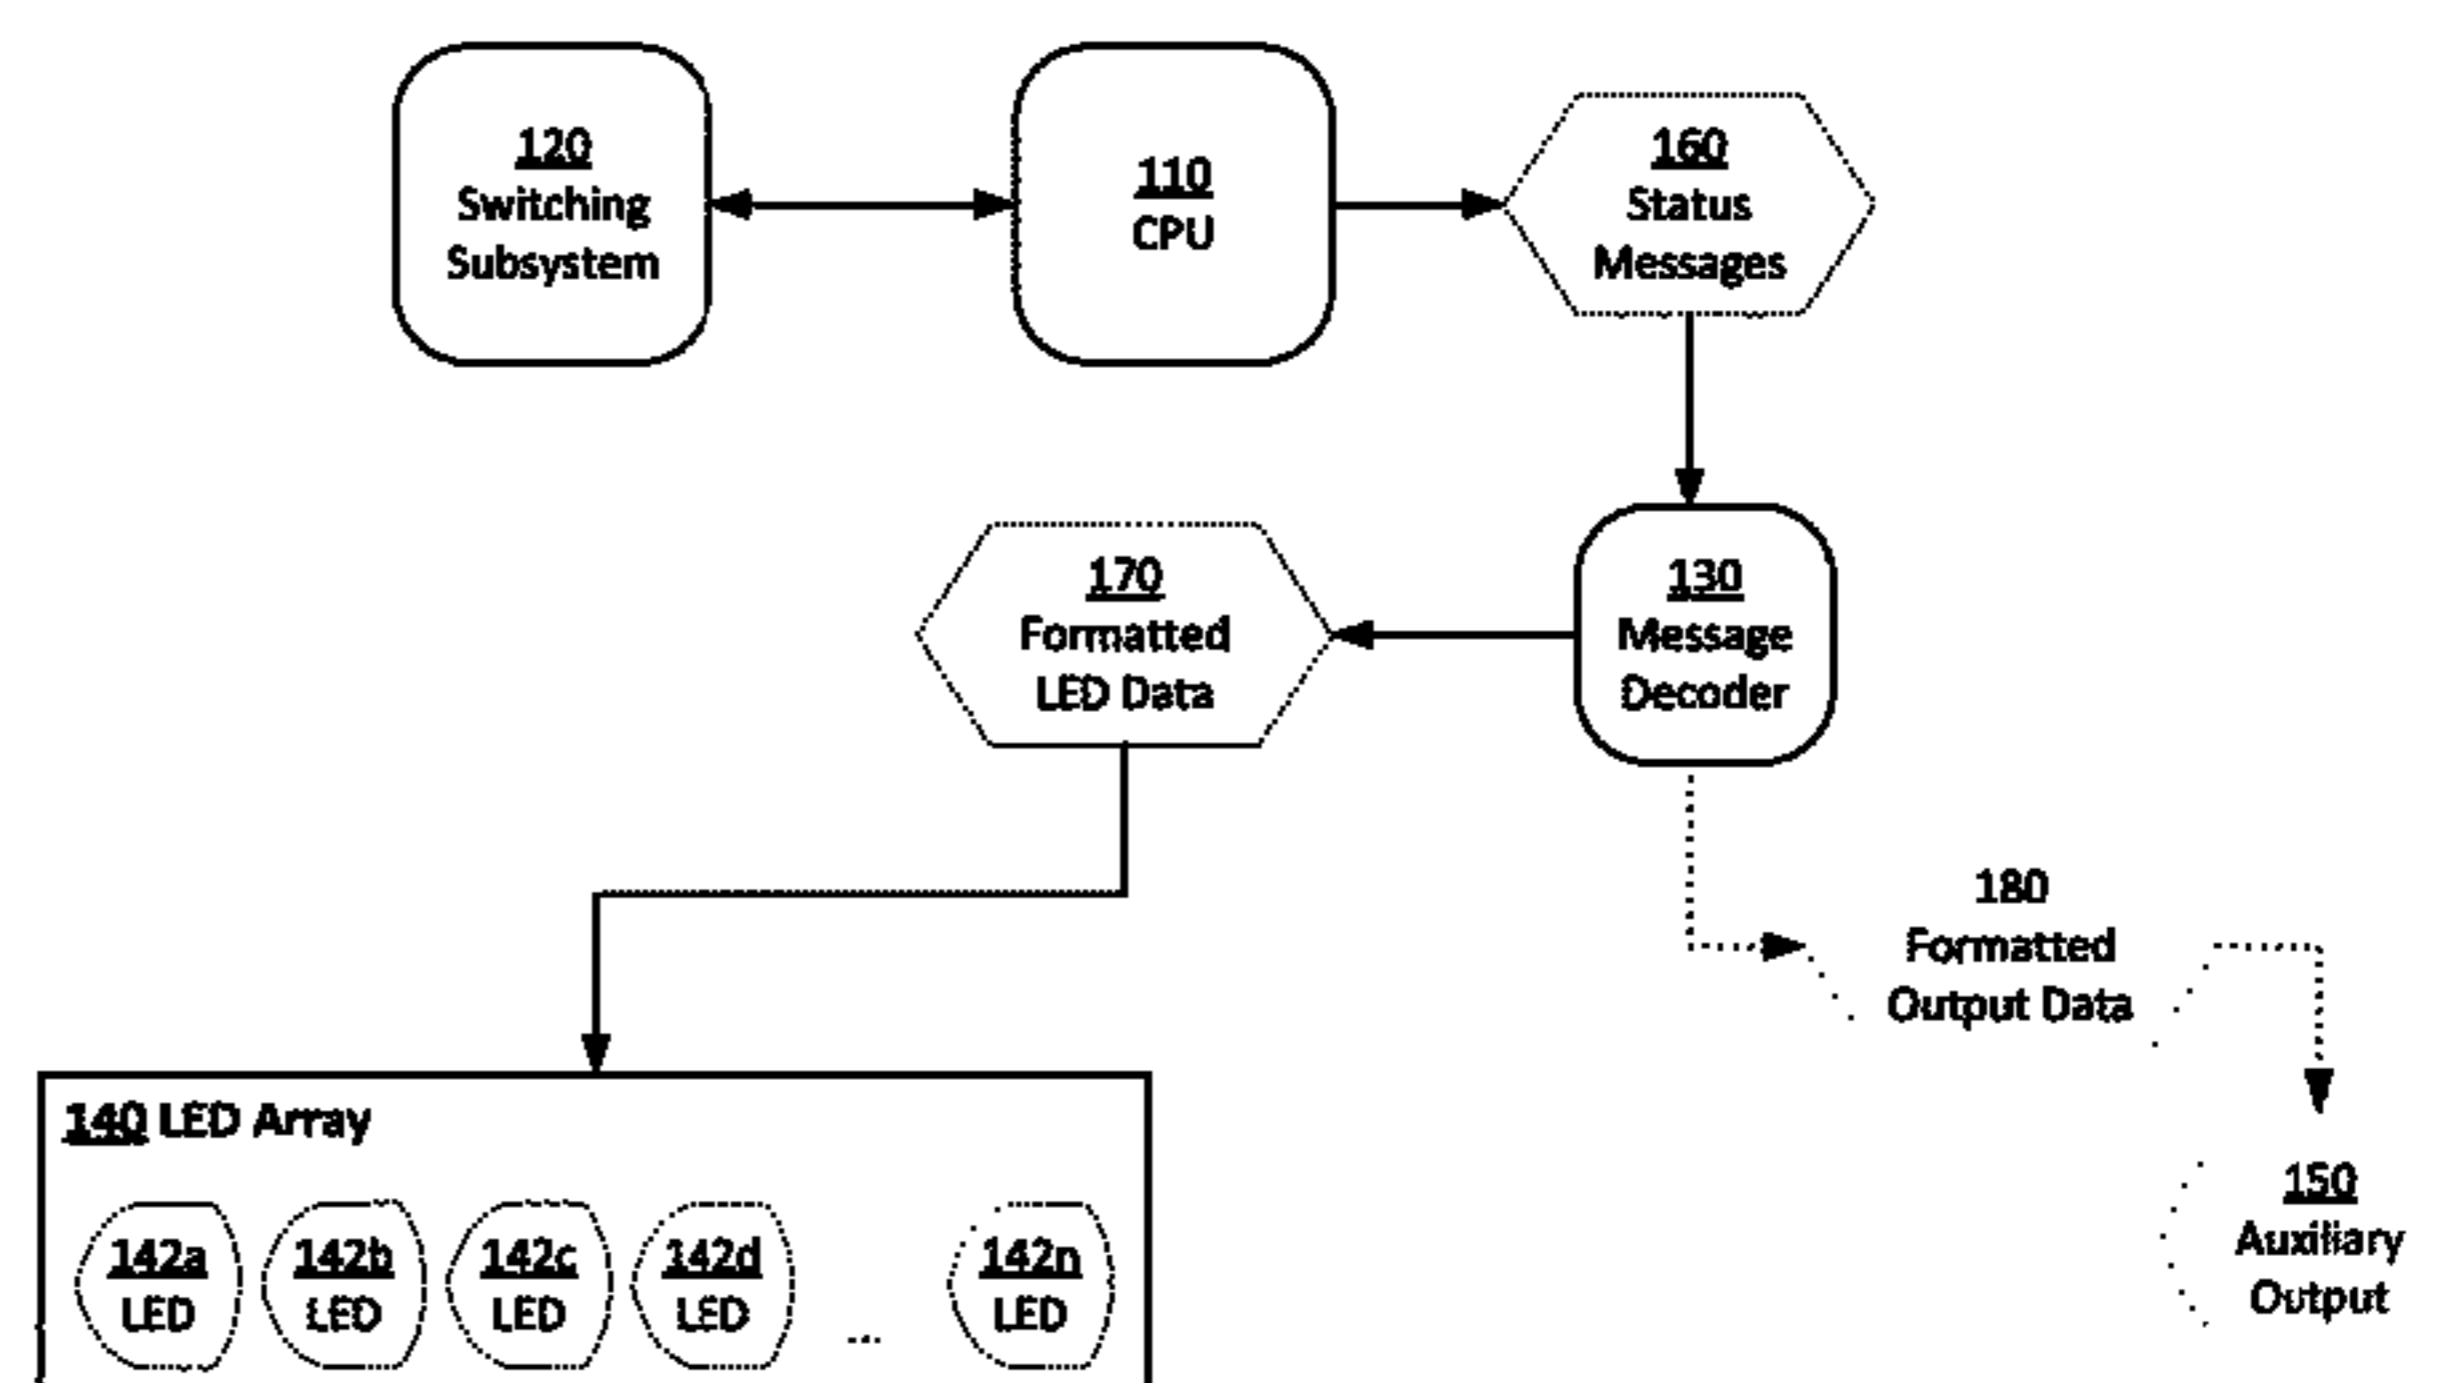 120
Switching
Subsystem
110
CPU
160
Status
Messages
170
Formatted
LED Data
130
Message
Decoder
180
Formatted
Output Data
140 LED Array
142a
LED
142b
LED
142c
LED
142d
LED
...
142n
LED
150
Auxiliary
Output